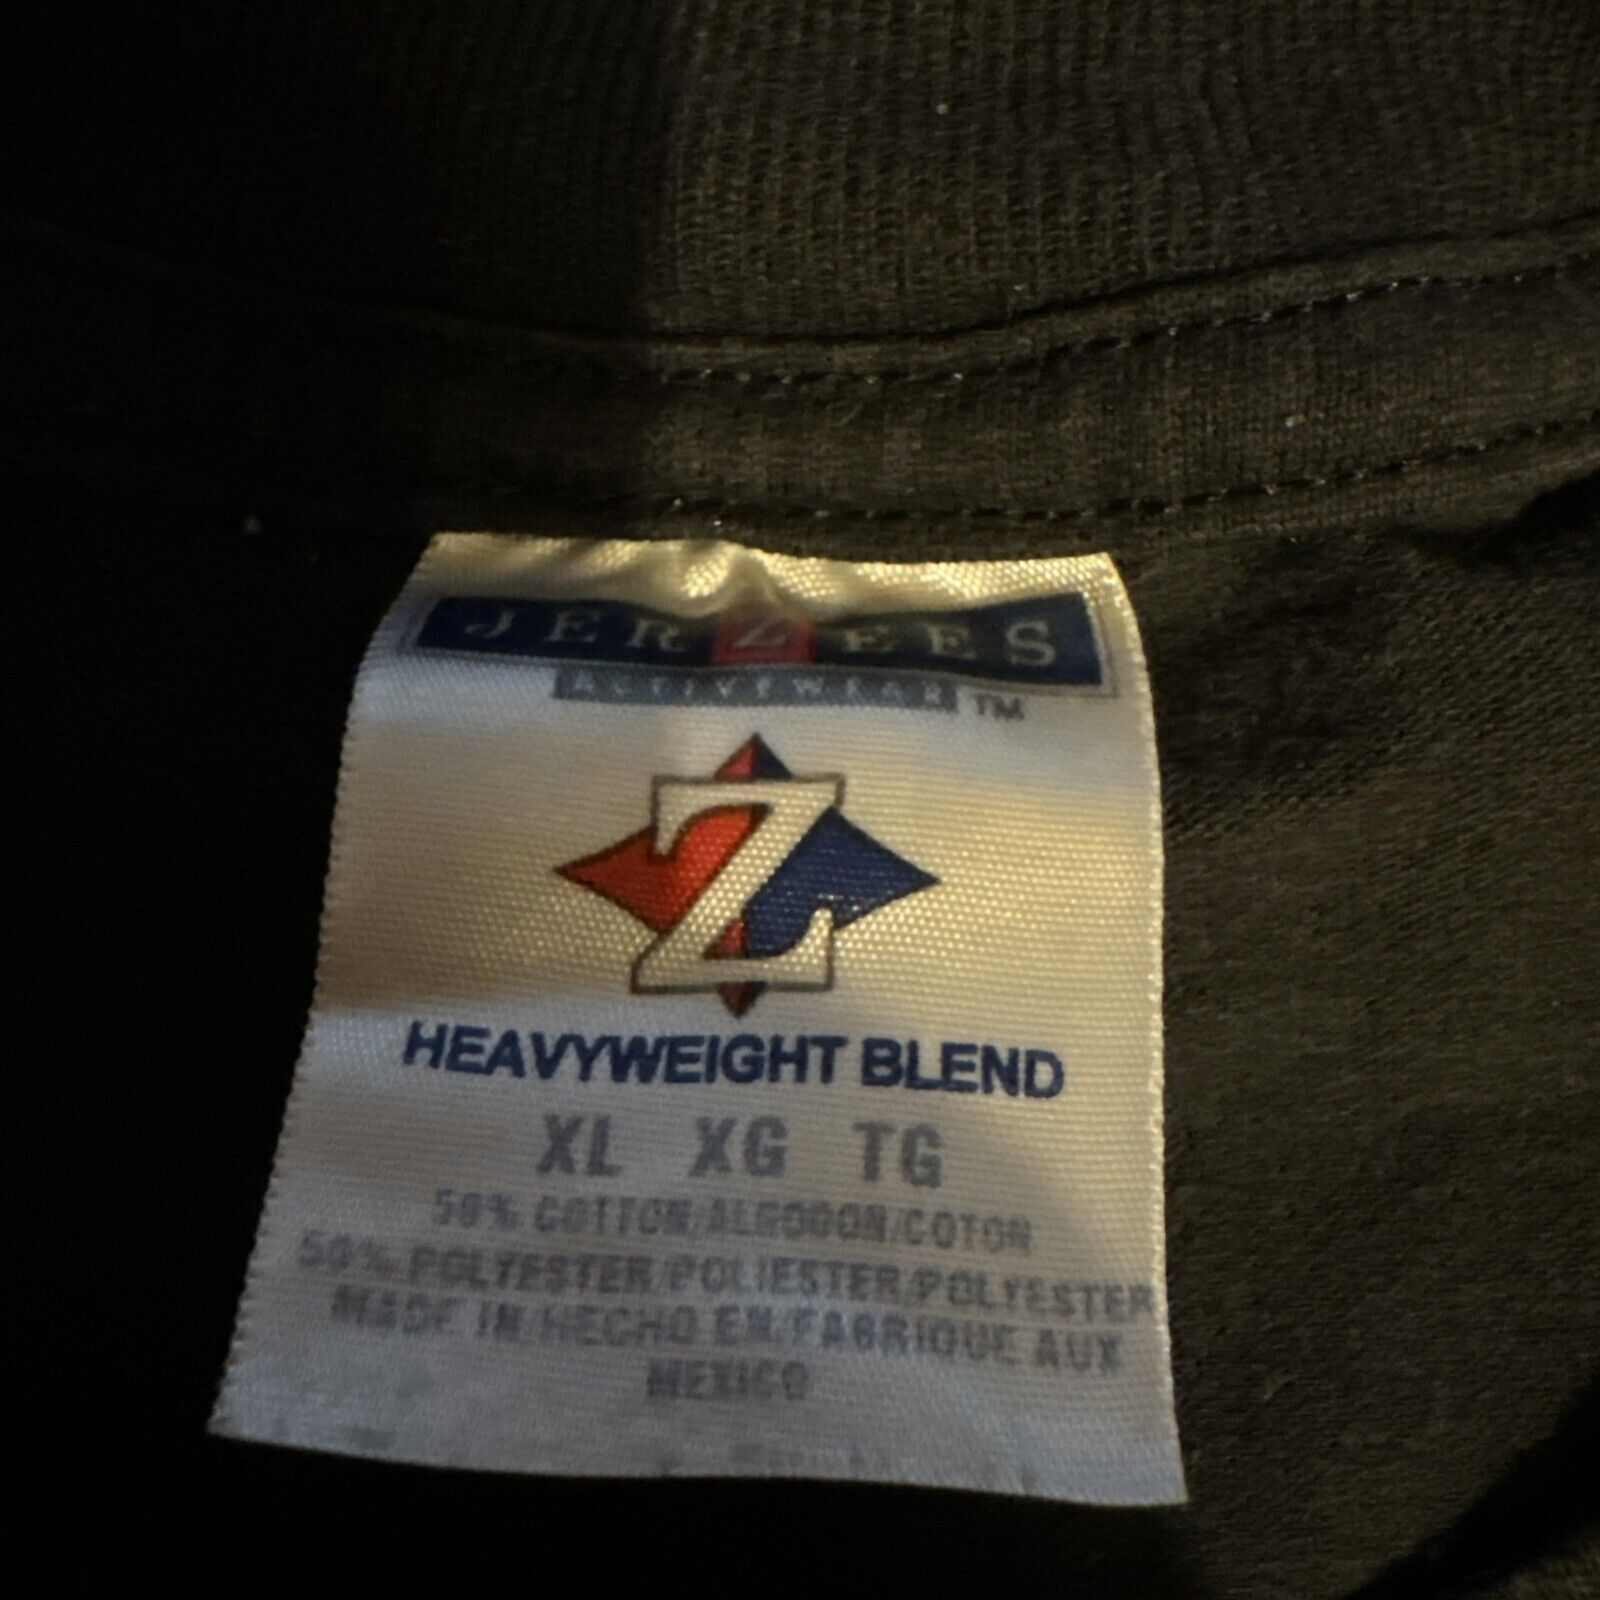 JERZEES
ACTIVEWEAR TM
Z
HEAVYWEIGHT BLEND
XL XG TG
50% COTTON/ALGODON/COTON
50% POLYESTER/POLIESTER/POLYESTER
MADE IN/HECHO EN/FABRIQUE AUX
MEXICO